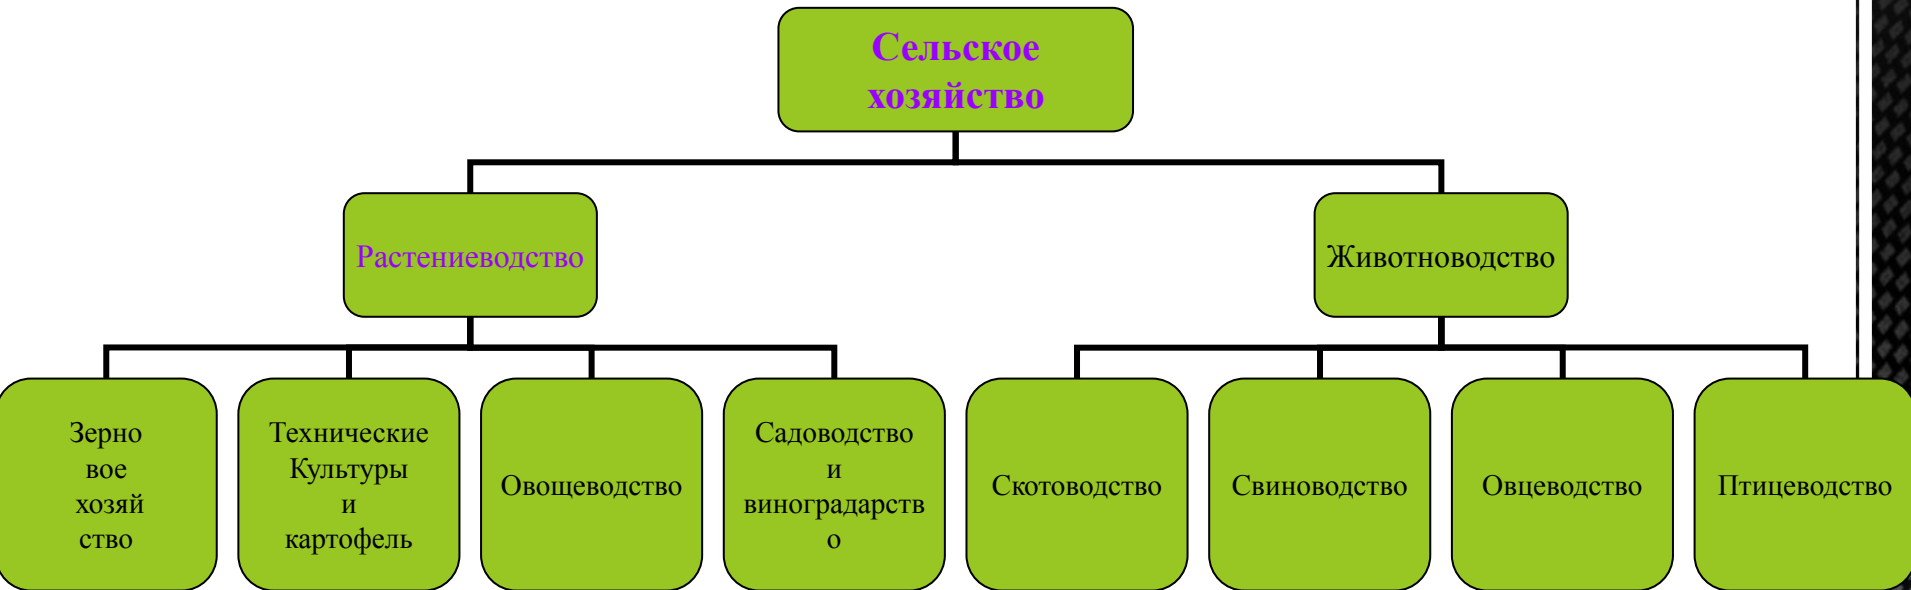 Сельское
хозяйство
Растениеводство
Животноводство
Зерно
вое
хозяй
ство
Технические
Культуры
и
картофель
Овощеводство
Садоводство
и
виноградарств
о
Скотоводство
Свиноводство
Овцеводство
Птицеводство